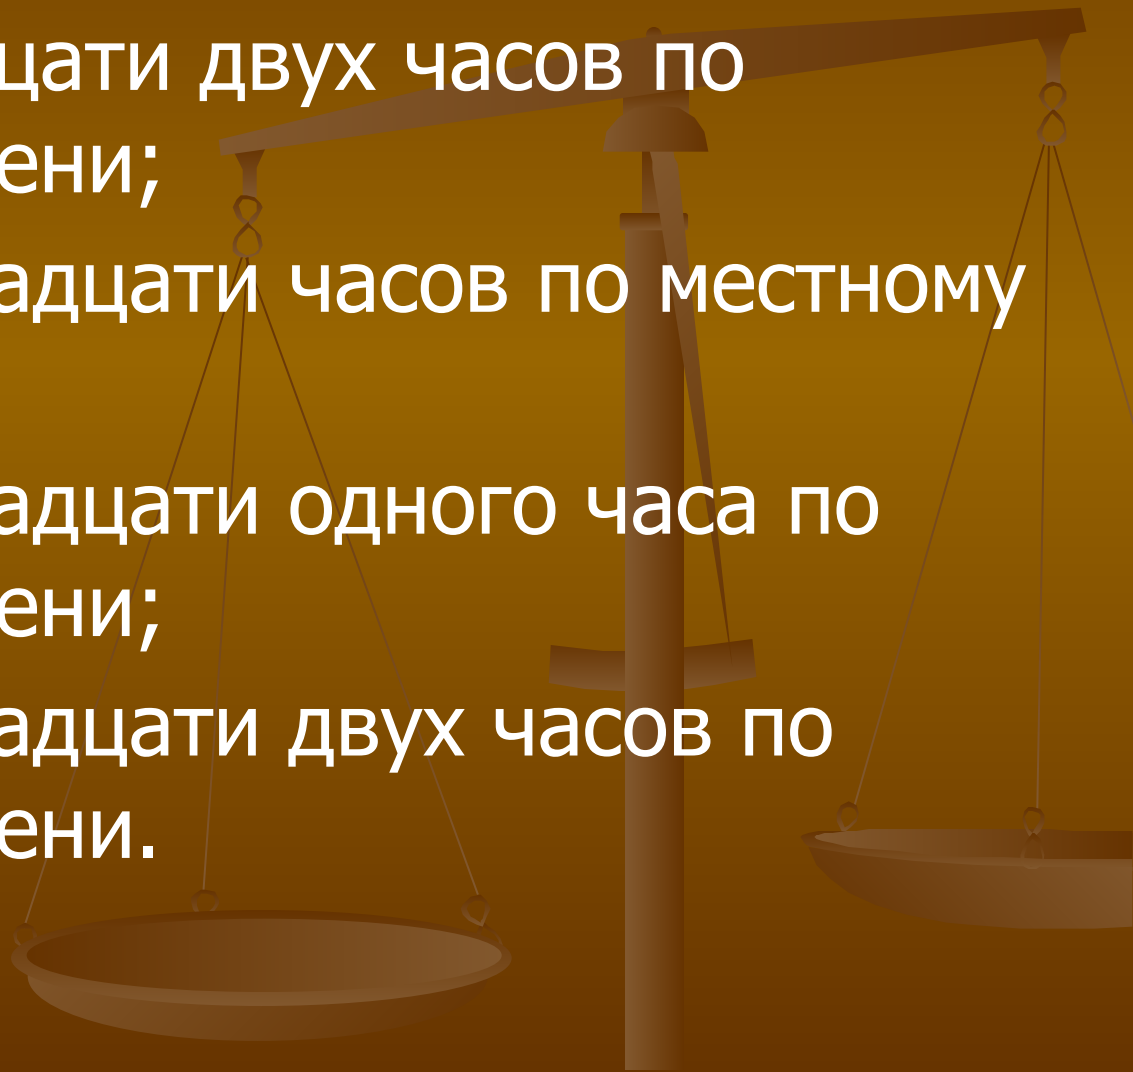 цати двух часов по
ени;
адцати часов по местному
адцати одного часа по
ени;
адцати двух часов по
ени.